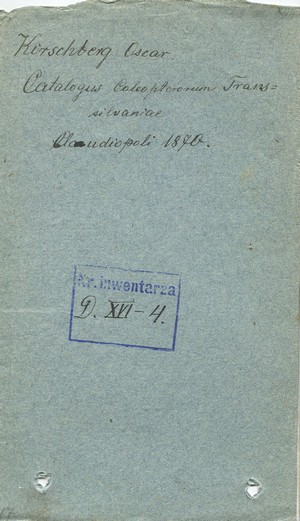 Kirschberg Oscar
Catalogus Coleopterorum Trans=
silvaniae
Claudiopoli 1870.
Nr. inwentarza
D. XVI - 4.